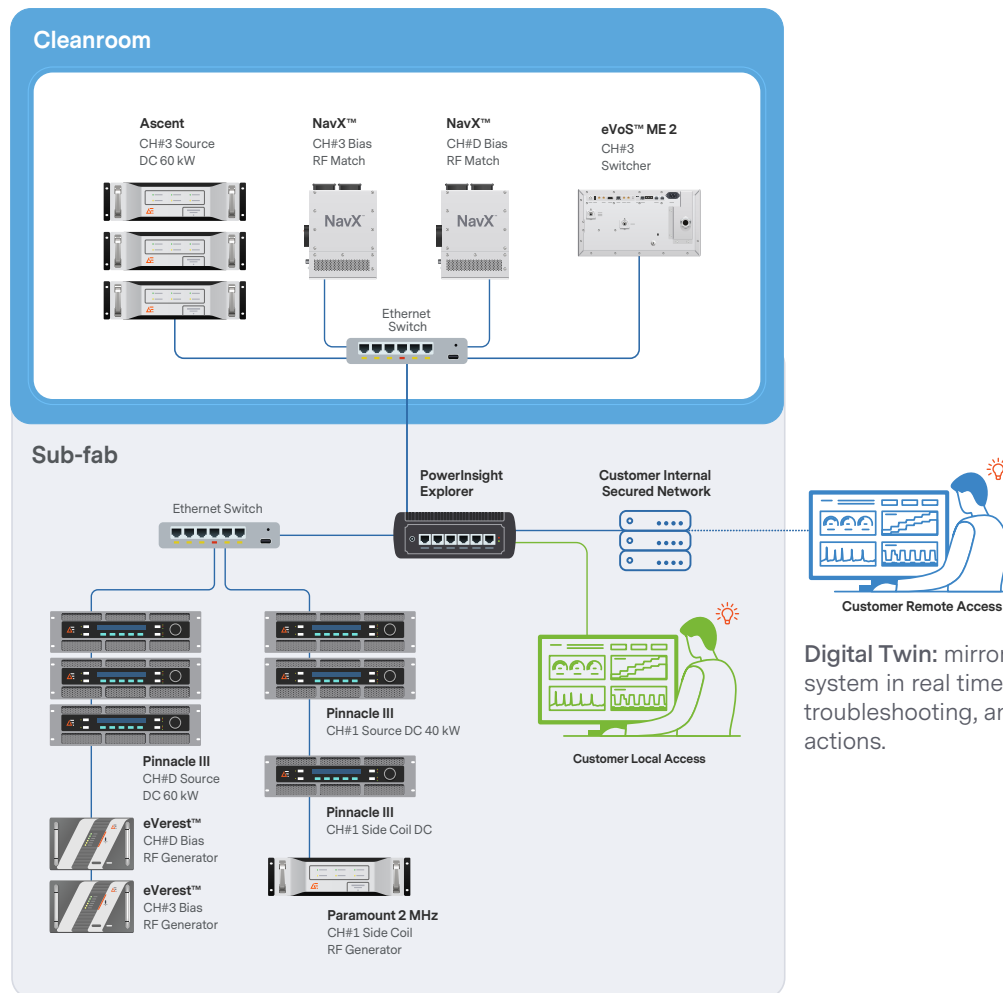 Cleanroom
Ascent
CH#3 Source
DC 60 kW
NavX™
CH#3 Bias
RF Match
NavX™
CH#D Bias
RF Match
eVoS™ ME 2
CH#3
Switcher
NavX
NavX
Ethernet
Switch
Sub-fab
Ethernet Switch
PowerInsight
Explorer
Customer Internal
Secured Network
Customer Remote Access
Digital Twin: mirror
system in real time
troubleshooting, an
actions.
Customer Local Access
Pinnacle III
CH#1 Source DC 40 kW
Pinnacle III
CH#D Source
DC 60 kW
Pinnacle III
CH#1 Side Coil DC
eVerest™
CH#D Bias
RF Generator
eVerest™
CH#3 Bias
RF Generator
Paramount 2 MHz
CH#1 Side Coil
RF Generator